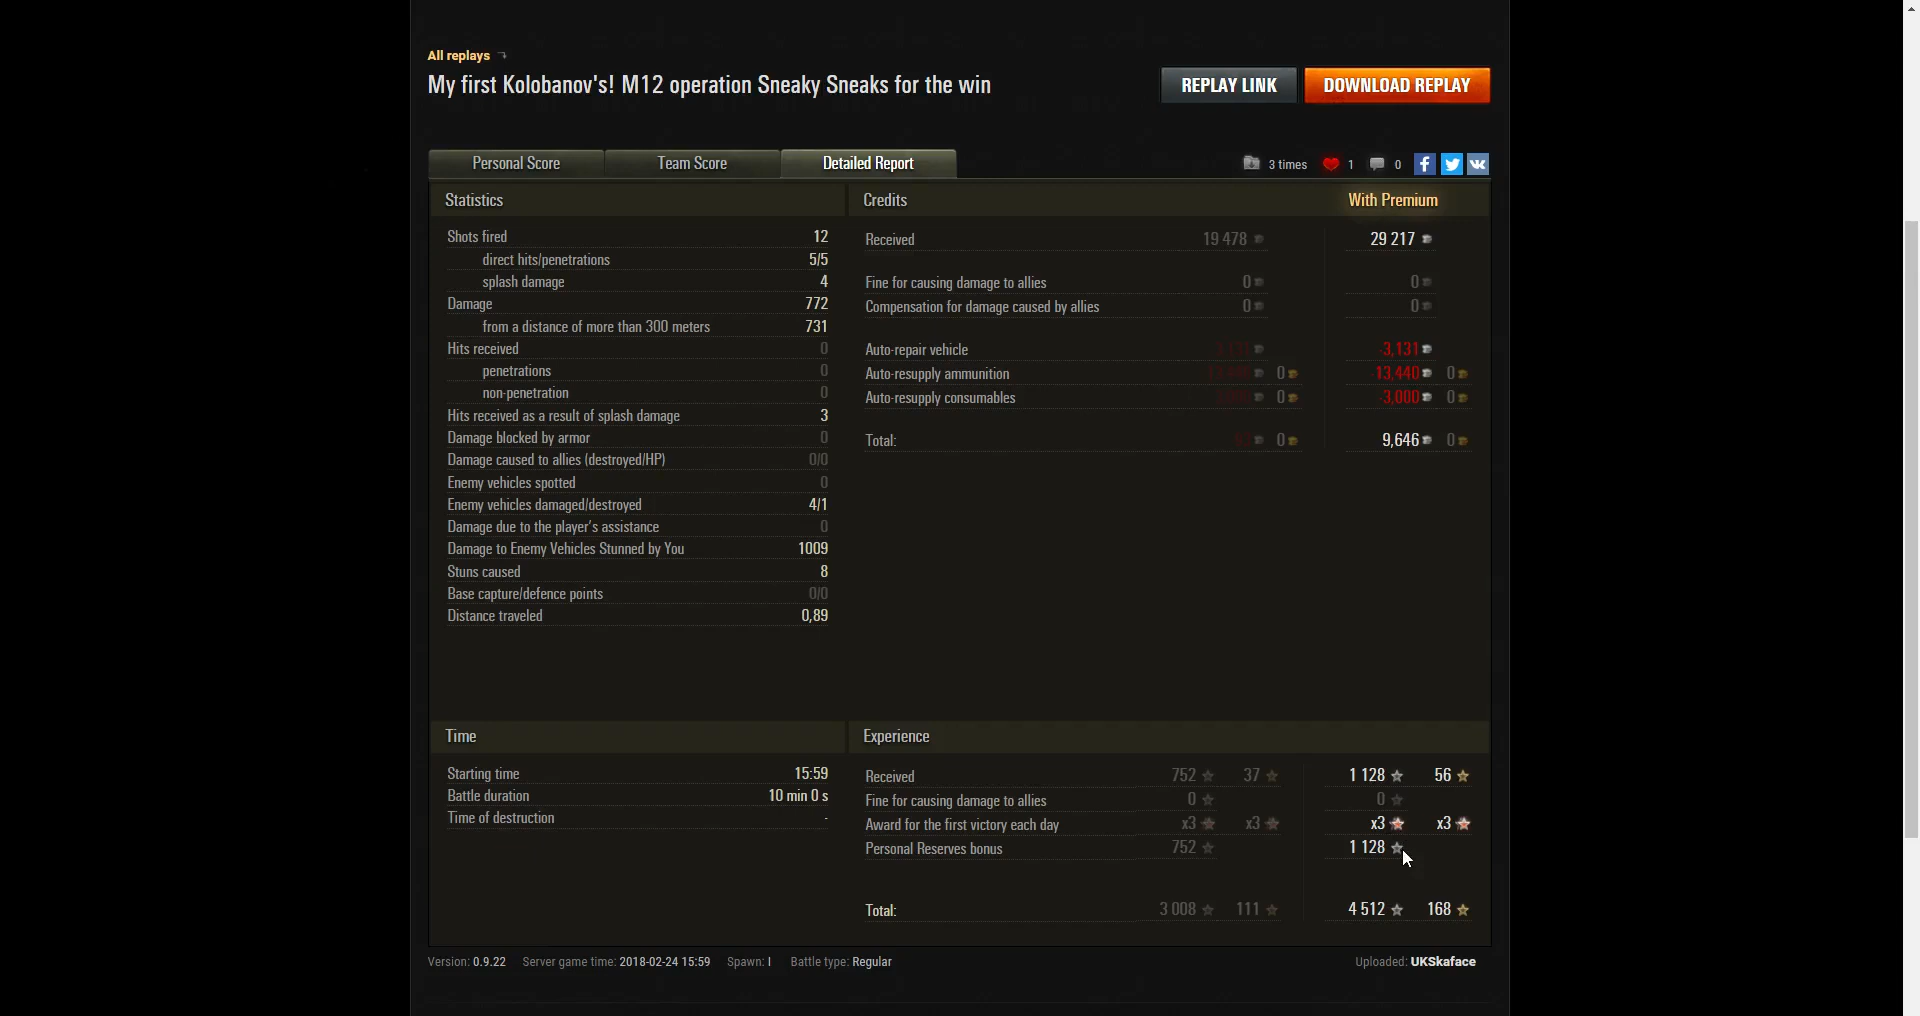 All replays
My first Kolobanov's! M12 operation Sneaky Sneaks for the win
REPLAY LINK
DOWNLOAD REPLAY
Personal Score
Team Score
Detailed Report
3 times
1
0
Statistics
Shots fired 12
direct hits/penetrations 5/5
splash damage 4
Damage 772
from a distance of more than 300 meters 731
Hits received 0
penetrations 0
non-penetration 0
Hits received as a result of splash damage 3
Damage blocked by armor 0
Damage caused to allies (destroyed/HP) 0/0
Enemy vehicles spotted 0
Enemy vehicles damaged/destroyed 4/1
Damage due to the player's assistance 0
Damage to Enemy Vehicles Stunned by You 1009
Stuns caused 8
Base capture/defence points 0/0
Distance traveled 0,89
Credits With Premium
Received 19 478 29 217
Fine for causing damage to allies 0 0
Compensation for damage caused by allies 0 0
Auto-repair vehicle -3,131
Auto-resupply ammunition 0 -13,440 0
Auto-resupply consumables 0 -3,000 0
Total: 0 9,646 0
Time
Starting time 15:59
Battle duration 10 min 0 s
Time of destruction -
Experience
Received 752 37 1 128 56
Fine for causing damage to allies 0 0
Award for the first victory each day x3 x3 x3 x3
Personal Reserves bonus 752 1 128
Total: 3 008 111 4 512 168
Version: 0.9.22 Server game time: 2018-02-24 15:59 Spawn: I Battle type: Regular Uploaded: UKSkaface